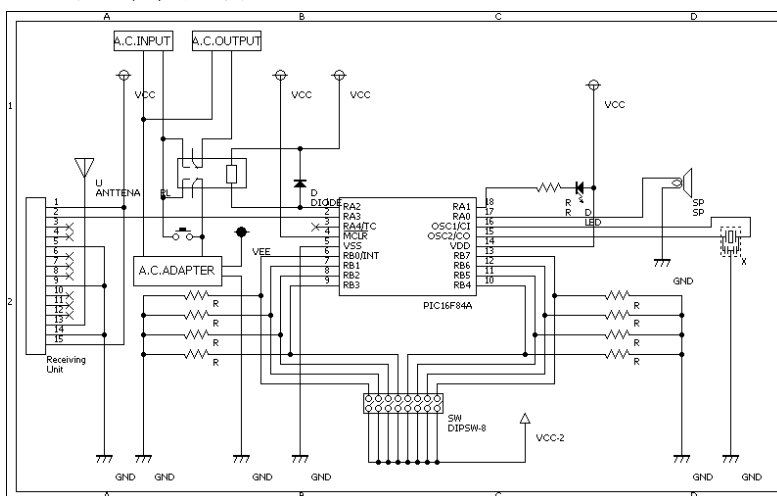 A B C D
A.C.INPUT A.C.OUTPUT
1
VCC VCC VCC VCC
U
ANTTENA
RL
D
DIODE
1
2
3
4
5
6
7
8
9
10
11
12
13
14
15
Receiving
Unit
A.C.ADAPTER
VEE
1 RA2
2 RA3
3 RA4/TC
4 MCLR
5 VSS
6 RB0/INT
7 RB1
8 RB2
9 RB3
RA1 18
RA0 17
OSC1/CI 16
OSC2/CO 15
VDD 14
RB7 13
RB6 12
RB5 11
RB4 10
PIC16F84A
R
R
D
LED
SP
SP
X
GND
2
R R
R R
R R
R R
SW
DIPSW-8
VCC-2
GND GND GND GND GND GND
A B C D